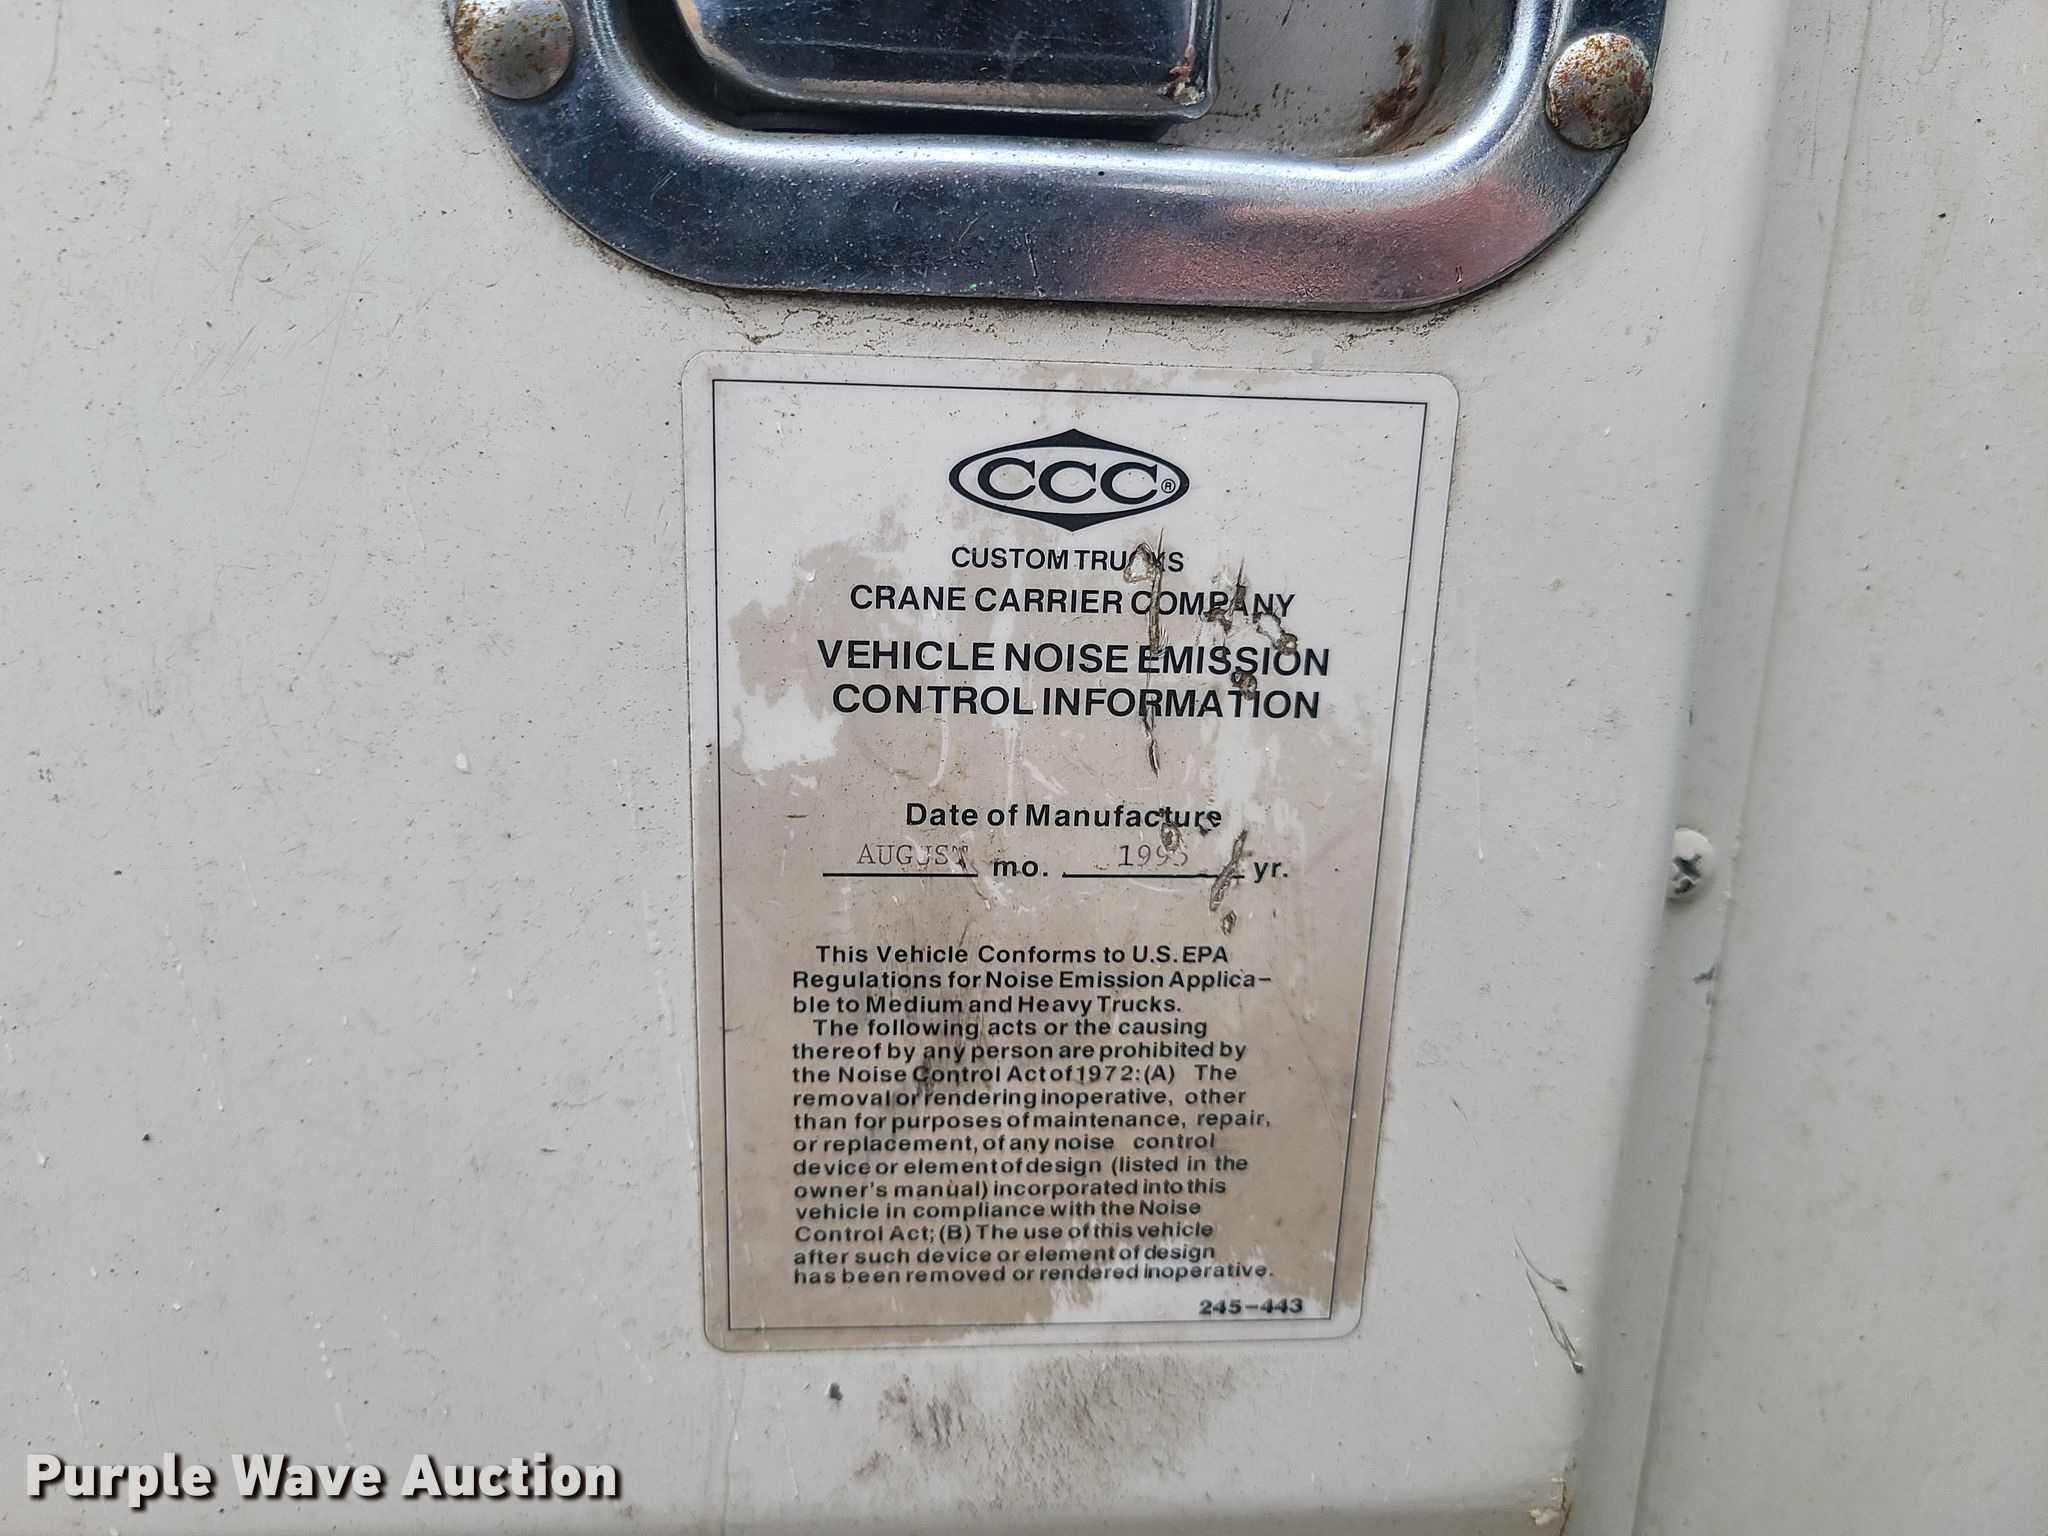 CCC®
CUSTOM TRUCKS
CRANE CARRIER COMPANY
VEHICLE NOISE EMISSION
CONTROL INFORMATION
Date of Manufacture
AUGUST mo. 1995 yr.
This Vehicle Conforms to U.S. EPA
Regulations for Noise Emission Applica-
ble to Medium and Heavy Trucks.
The following acts or the causing
thereof by any person are prohibited by
the Noise Control Act of 1972: (A) The
removal or rendering inoperative, other
than for purposes of maintenance, repair,
or replacement, of any noise control
device or element of design (listed in the
owner's manual) incorporated into this
vehicle in compliance with the Noise
Control Act; (B) The use of this vehicle
after such device or element of design
has been removed or rendered inoperative.
245-443
Purple Wave Auction